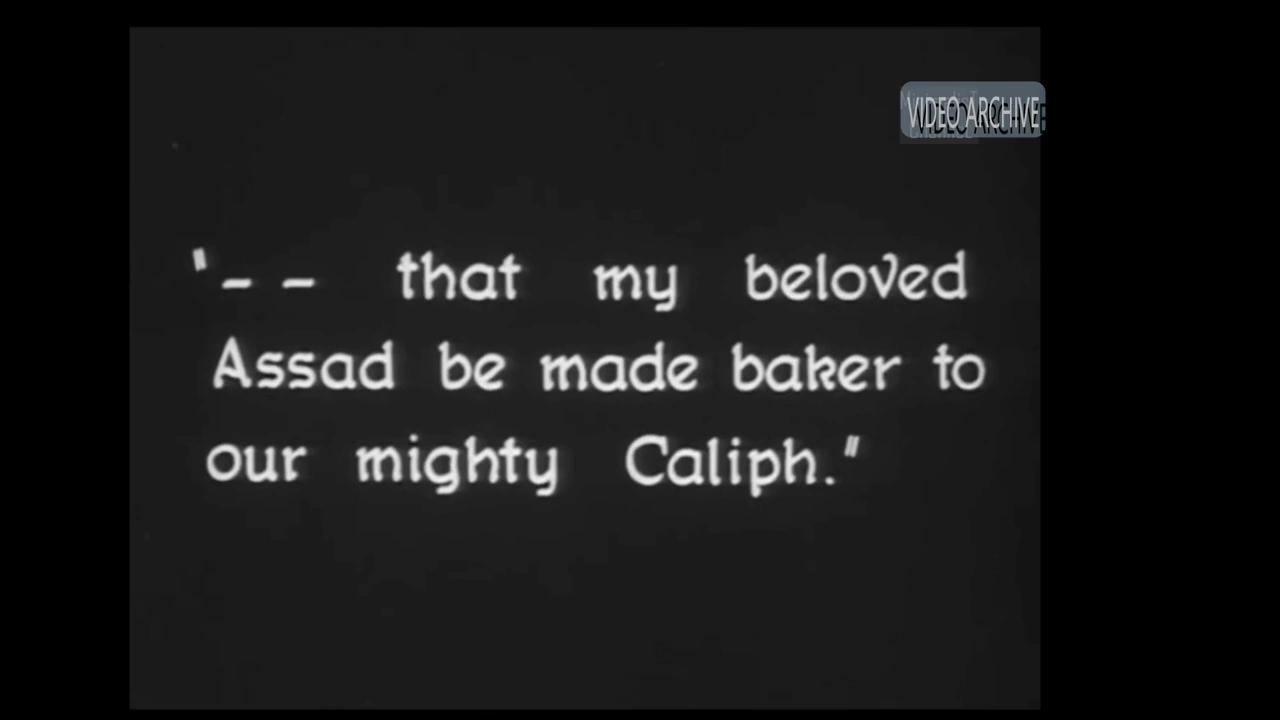 VIDEO ARCHIVE
"-- that my beloved
Assad be made baker to
our mighty Caliph."